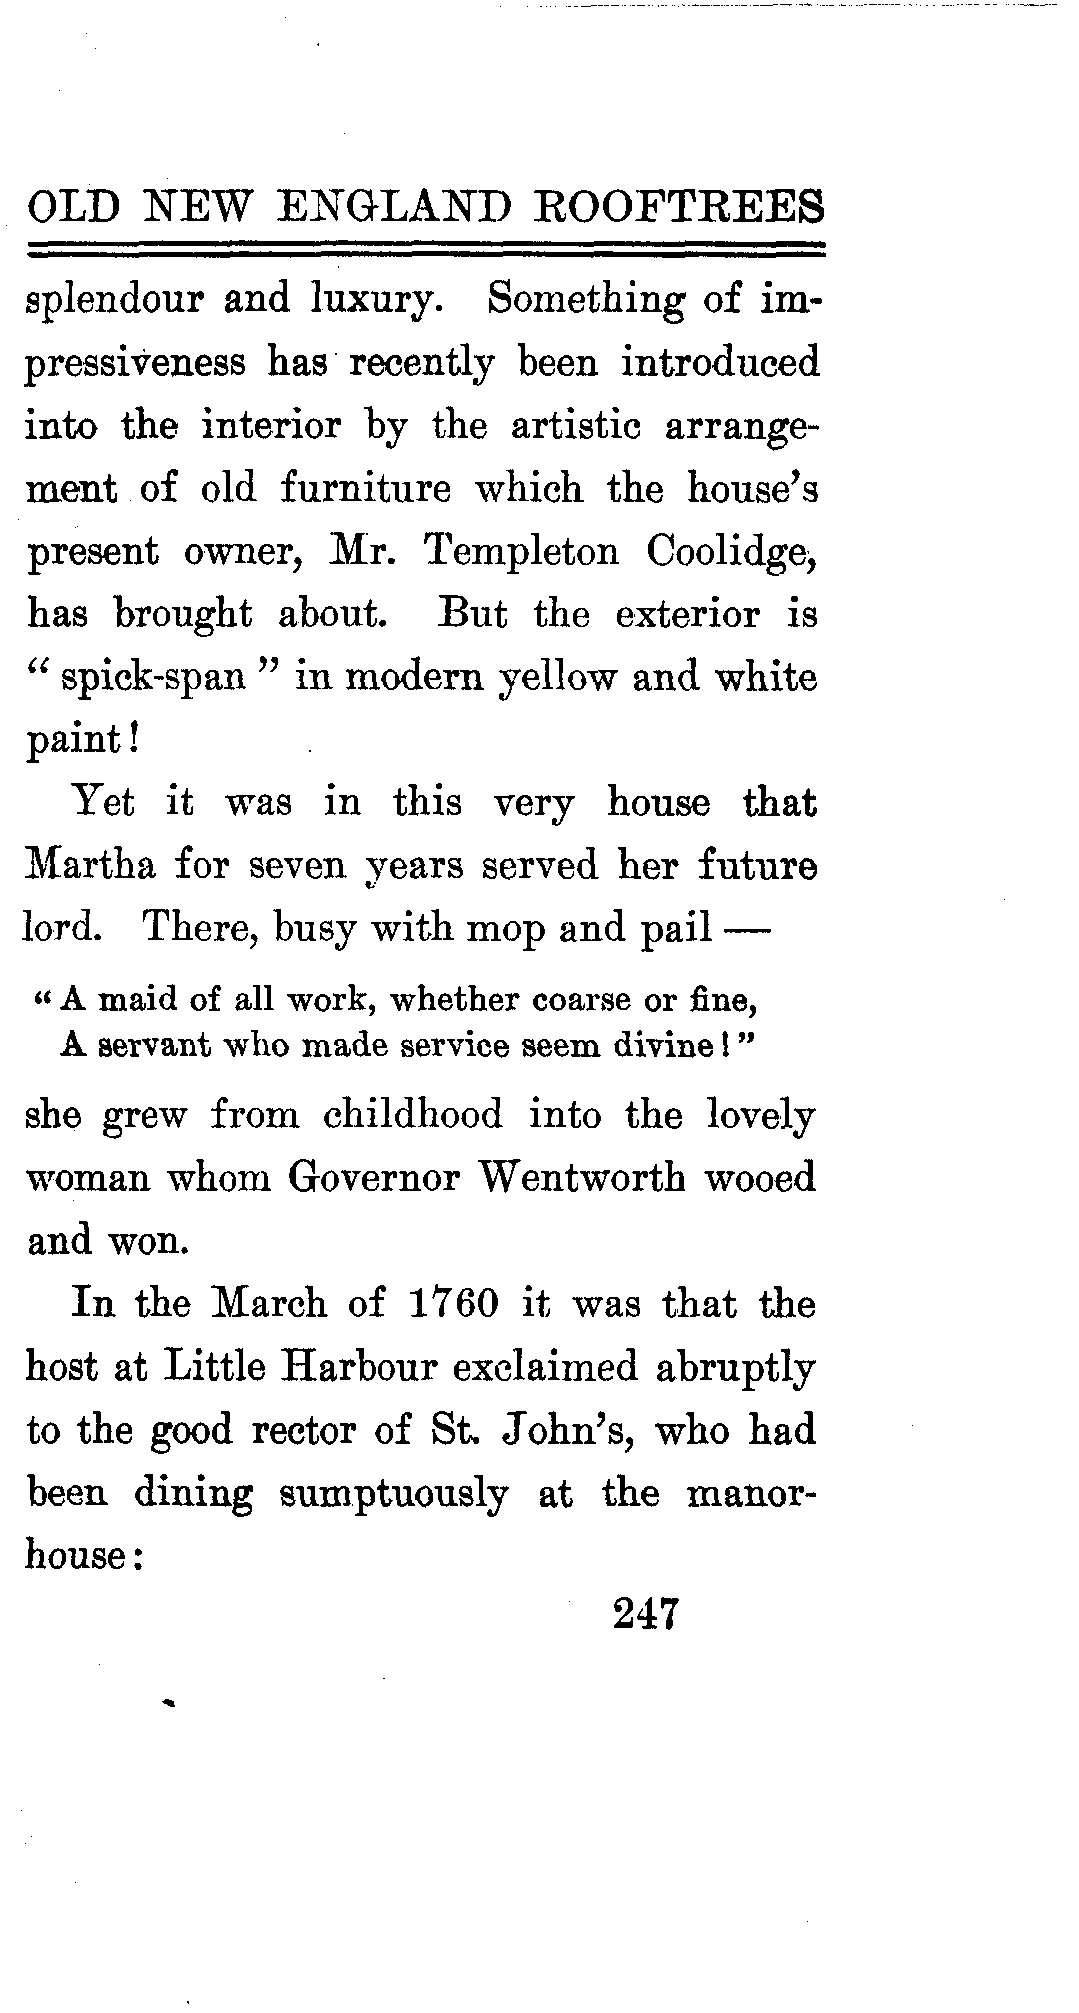 OLD NEW ENGLAND ROOFTREES
splendour and luxury. Something of im-
pressiveness has recently been introduced
into the interior by the artistic arrange-
ment of old furniture which the house's
present owner, Mr. Templeton Coolidge,
has brought about. But the exterior is
" spick-span " in modern yellow and white
paint!
Yet it was in this very house that
Martha for seven years served her future
lord. There, busy with mop and pail —
" A maid of all work, whether coarse or fine,
A servant who made service seem divine! "
she grew from childhood into the lovely
woman whom Governor Wentworth wooed
and won.
In the March of 1760 it was that the
host at Little Harbour exclaimed abruptly
to the good rector of St. John's, who had
been dining sumptuously at the manor-
house:
247